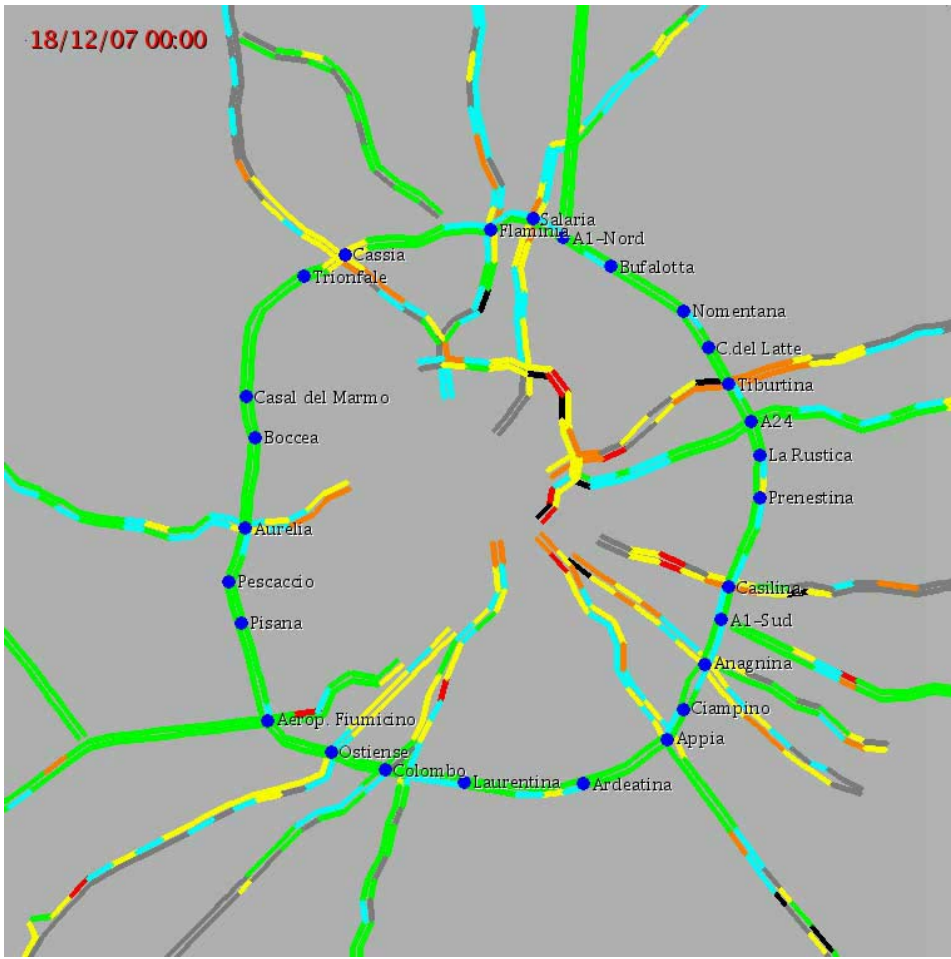 18/12/07 00:00
Salaria
Flaminia
A1-Nord
Cassia
Bufalotta
Trionfale
Nomentana
C.del Latte
Tiburtina
Casal del Marmo
A24
Boccea
La Rustica
Prenestina
Aurelia
Pescaccio
Casilina
Pisana
A1-Sud
Anagnina
Ciampino
Aerop. Fiumicino
Appia
Ostiense
Colombo
Laurentina
Ardeatina